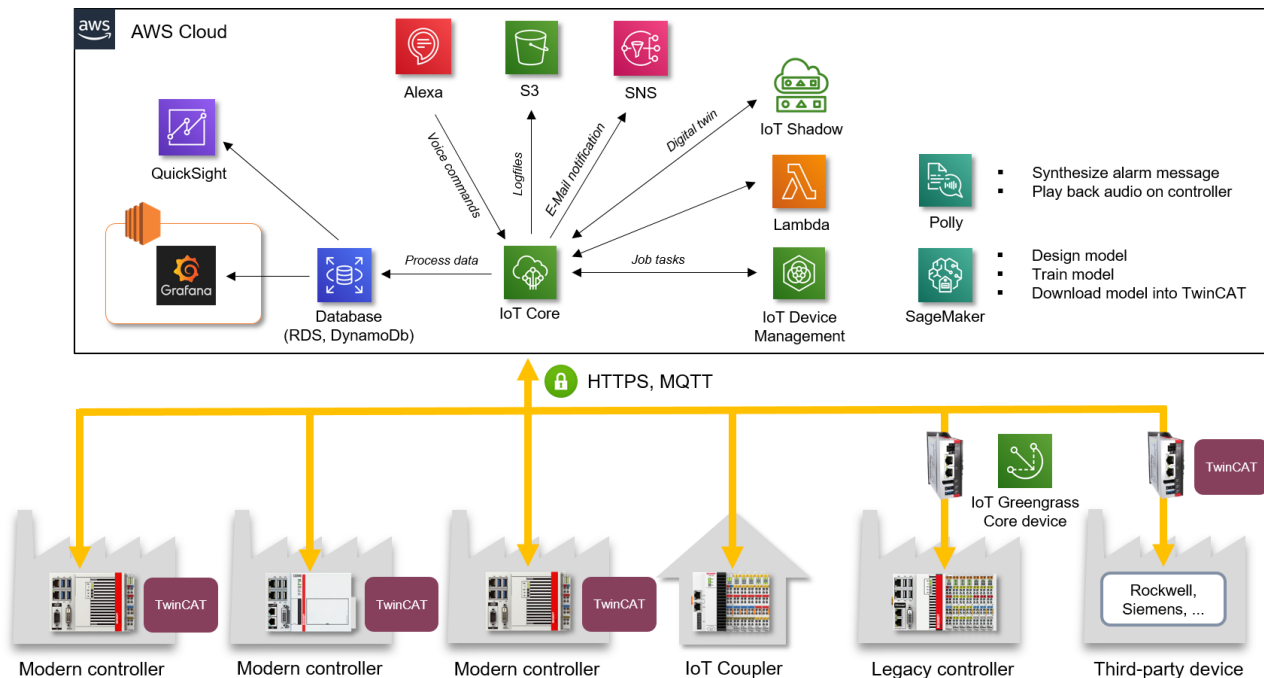 aws
AWS Cloud
Alexa
S3
SNS
IoT Shadow
QuickSight
Voice commands
Logfiles
E-Mail notification
Digital twin
Lambda
Polly
▪ Synthesize alarm message
▪ Play back audio on controller
Grafana
Process data
Job tasks
Database
(RDS, DynamoDb)
IoT Core
IoT Device
Management
SageMaker
▪ Design model
▪ Train model
▪ Download model into TwinCAT
HTTPS, MQTT
IoT Greengrass
Core device
TwinCAT
TwinCAT
TwinCAT
TwinCAT
Rockwell,
Siemens, ...
Modern controller
Modern controller
Modern controller
IoT Coupler
Legacy controller
Third-party device